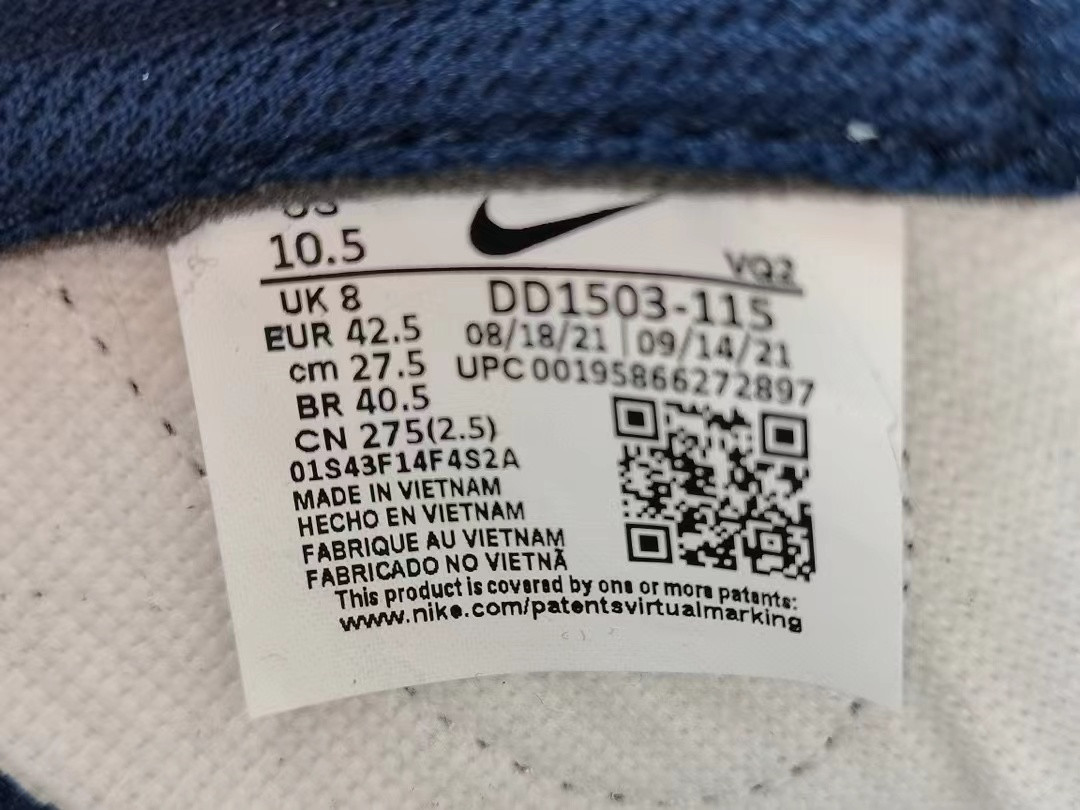 US
10.5
VQ2
UK 8
DD1503-115
EUR 42.5
08/18/21 09/14/21
cm 27.5
UPC 00195866272897
BR 40.5
CN 275(2.5)
01S43F14F4S2A
MADE IN VIETNAM
HECHO EN VIETNAM
FABRIQUE AU VIETNAM
FABRICADO NO VIETNÃ
This product is covered by one or more patents:
www.nike.com/patentsvirtualmarking